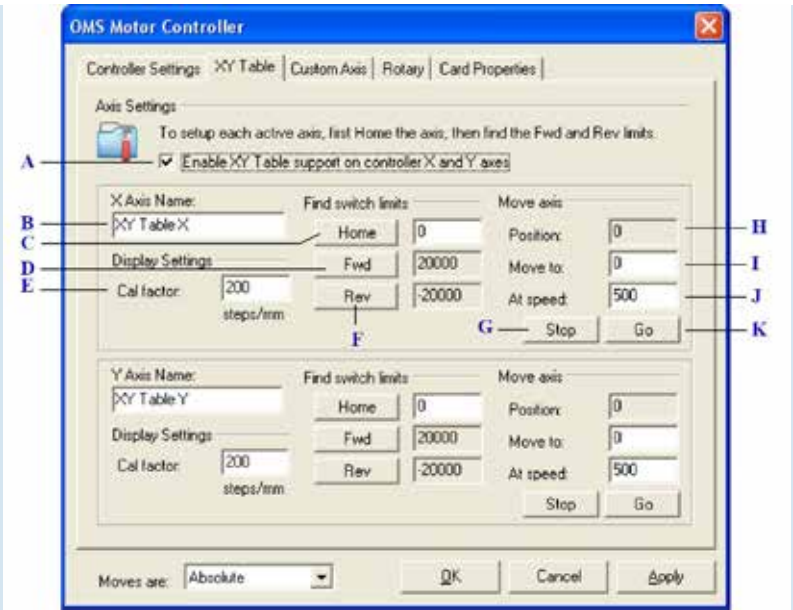 OMS Motor Controller
Controller Settings XY Table Custom Axis Rotary Card Properties
Axis Settings
To setup each active axis, first Home the axis, then find the Fwd and Rev limits.
A Enable XY Table support on controller X and Y axes
X Axis Name: Find switch limits Move axis
B XY Table X
C Home 0 Position: 0 H
Display Settings
D Fwd 20000 Move to: 0 I
E Cal factor: 200 Rev -20000 At speed: 500 J
steps/mm
F G Stop Go K
Y Axis Name: Find switch limits Move axis
XY Table Y
Home 0 Position: 0
Display Settings Fwd 20000 Move to: 0
Cal factor: 200 Rev -20000 At speed: 500
steps/mm
Stop Go
Moves are: Absolute OK Cancel Apply